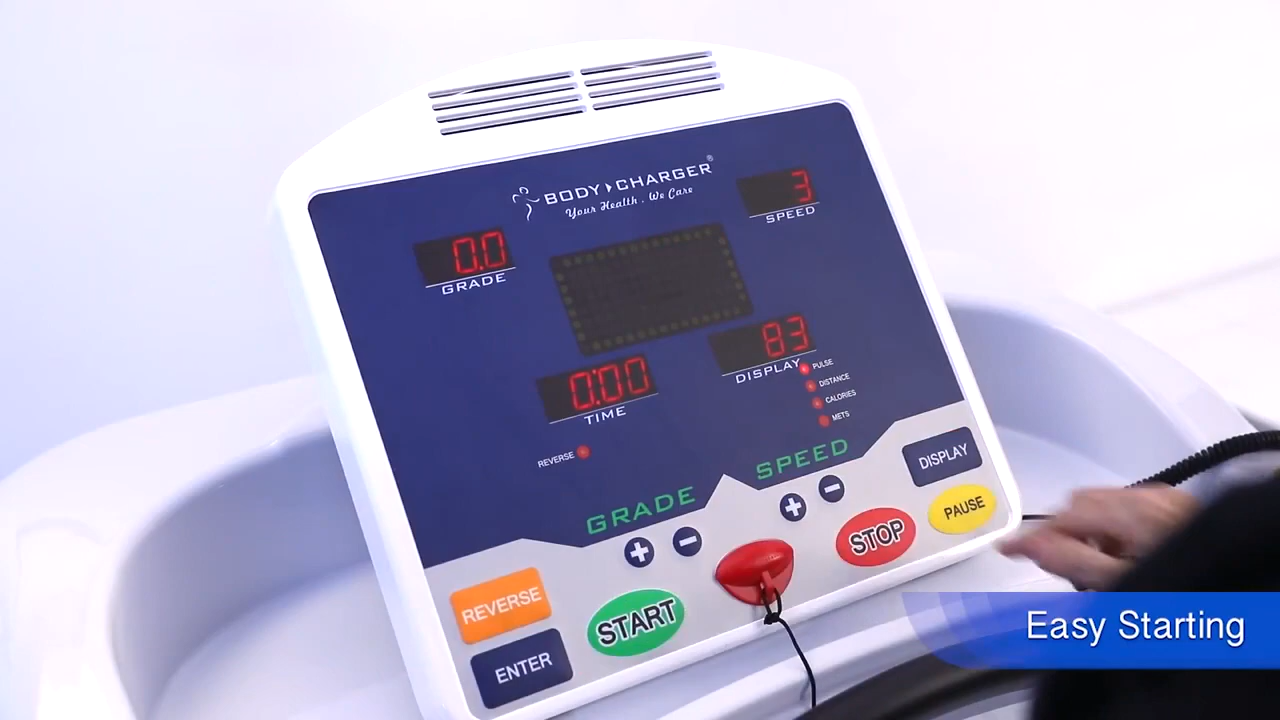 BODY CHARGER®
Your Health, We Care
3
SPEED
0.0
GRADE
83
DISPLAY
PULSE
DISTANCE
CALORIES
METS
0:00
TIME
REVERSE
GRADE
SPEED
+ -
+ -
DISPLAY
PAUSE
STOP
REVERSE
START
ENTER
Easy Starting